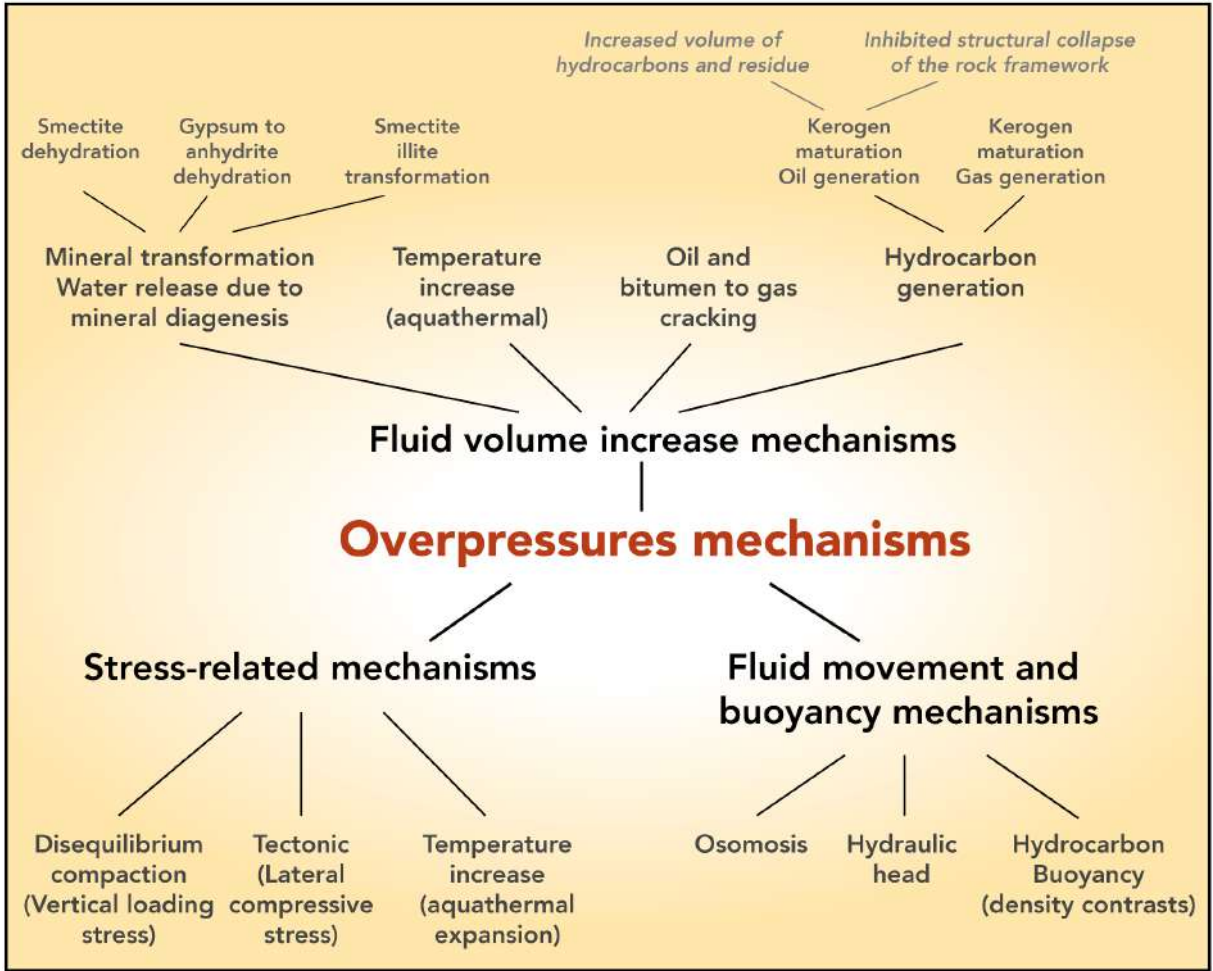 Increased volume of
hydrocarbons and residue
Inhibited structural collapse
of the rock framework
Smectite
dehydration
Gypsum to
anhydrite
dehydration
Smectite
illite
transformation
Kerogen
maturation
Oil generation
Kerogen
maturation
Gas generation
Mineral transformation
Water release due to
mineral diagenesis
Temperature
increase
(aquathermal)
Oil and
bitumen to gas
cracking
Hydrocarbon
generation
Fluid volume increase mechanisms
Overpressures mechanisms
Stress-related mechanisms
Fluid movement and
buoyancy mechanisms
Disequilibrium
compaction
(Vertical loading
stress)
Tectonic
(Lateral
compressive
stress)
Temperature
increase
(aquathermal
expansion)
Osomosis
Hydraulic
head
Hydrocarbon
Buoyancy
(density contrasts)